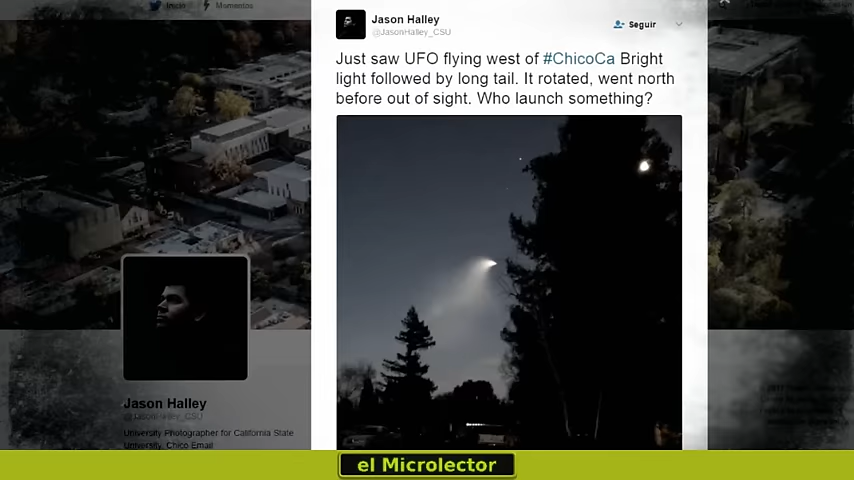 Inicio Momentos
Jason Halley
@JasonHalley_CSU
Seguir
Just saw UFO flying west of #ChicoCa Bright
light followed by long tail. It rotated, went north
before out of sight. Who launch something?
Jason Halley
@JasonHalley_CSU
University Photographer for California State
University, Chico Email
el Microlector